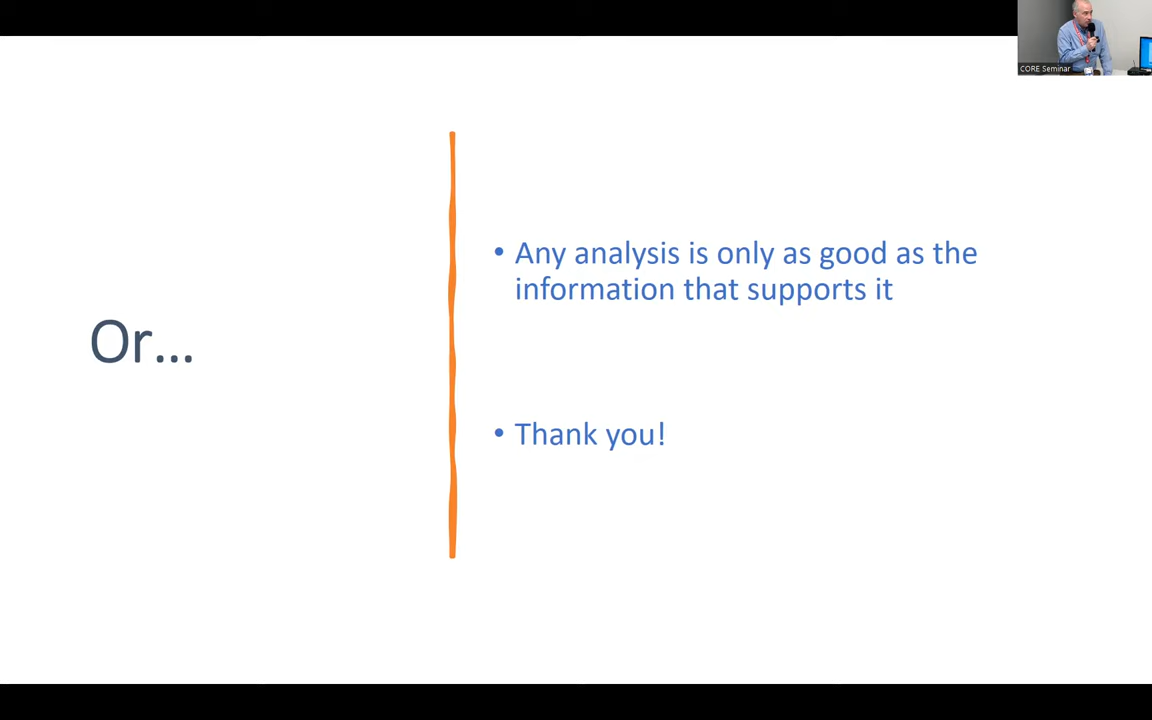 CORE Seminar
Or...
• Any analysis is only as good as the
information that supports it
• Thank you!